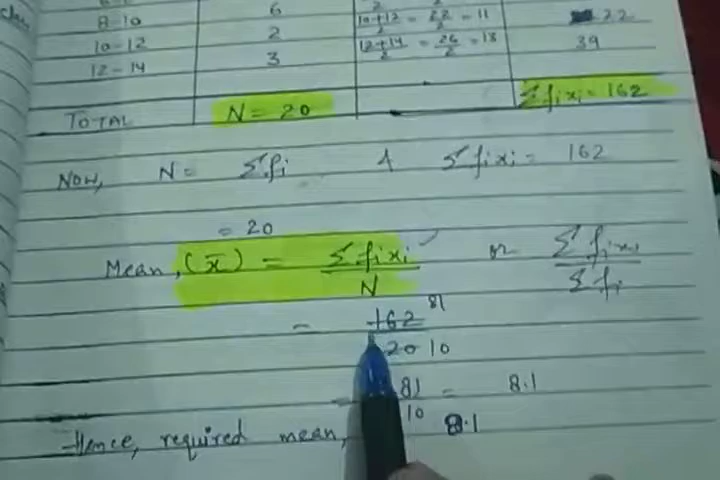 8-10 6 10+12/2 = 22/2 = 11 22
10-12 2 12+14/2 = 26/2 = 13 39
12-14 3
TOTAL N = 20 Σfixi = 162
Now, N = Σfi & Σfixi = 162
= 20
Mean, (x̄) = Σfixi/N or Σfixi/Σfi
= 162/20 81/10
= 81/10 = 8.1
Hence, required mean, 8.1